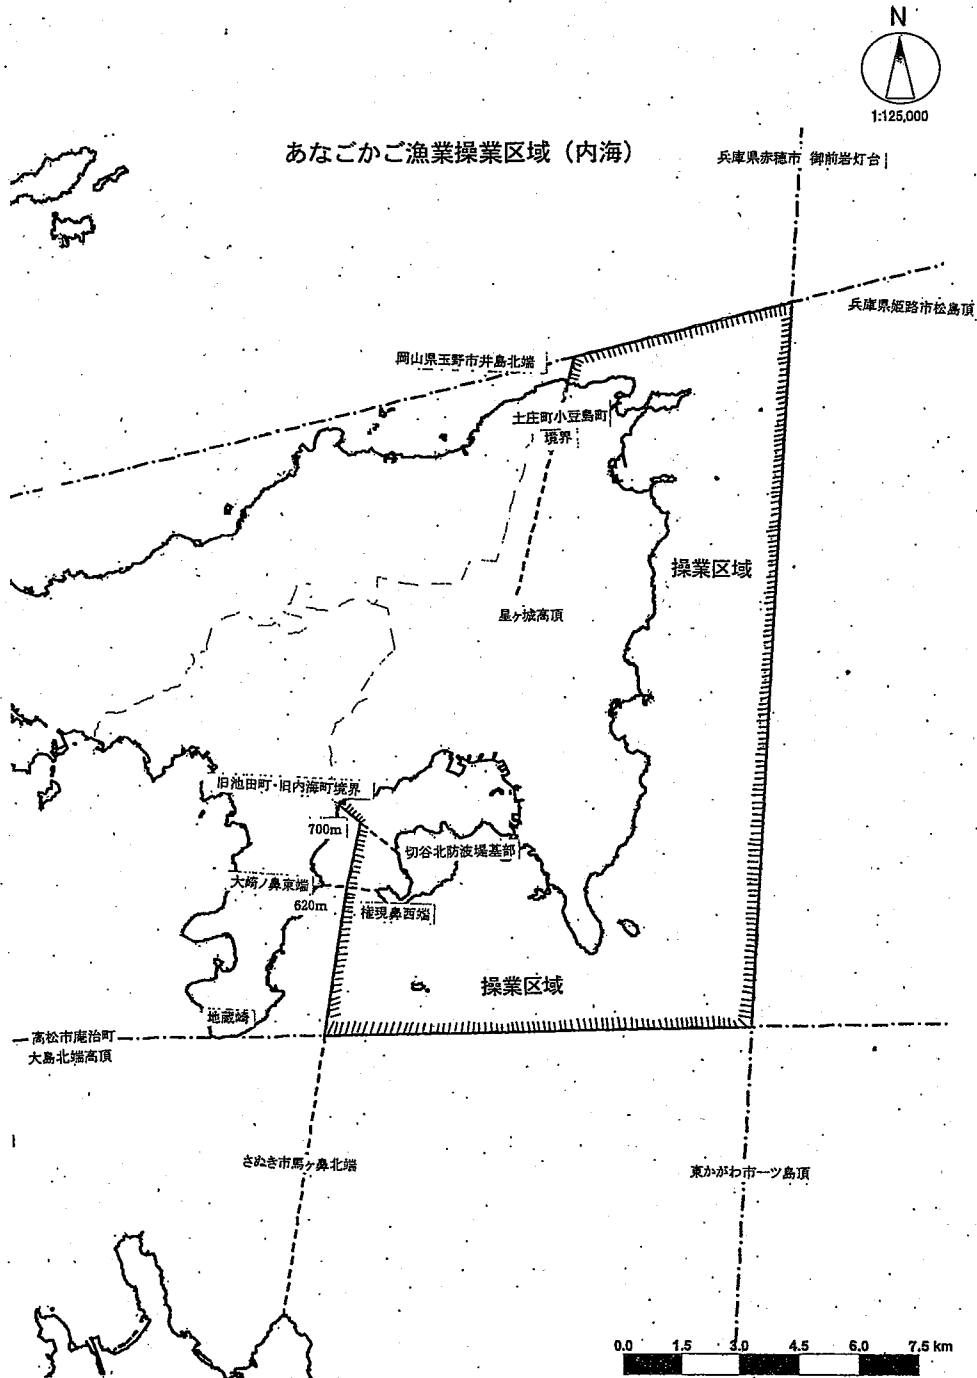 N
1:125,000
あなごかご漁業操業区域（内海）
兵庫県赤穂市 御前岩灯台
兵庫県姫路市松島頂
岡山県玉野市井島北端
土庄町小豆島町
境界
操業区域
星ヶ城高頂
旧池田町・旧内海町境界
700m
切谷北防波堤基部
大崎ノ鼻東端
620m
権現鼻西端
操業区域
地蔵崎
高松市庵治町
大島北端高頂
さぬき市馬ヶ鼻北端
東かがわ市一ツ島頂
0.0 1.5 3.0 4.5 6.0 7.5 km